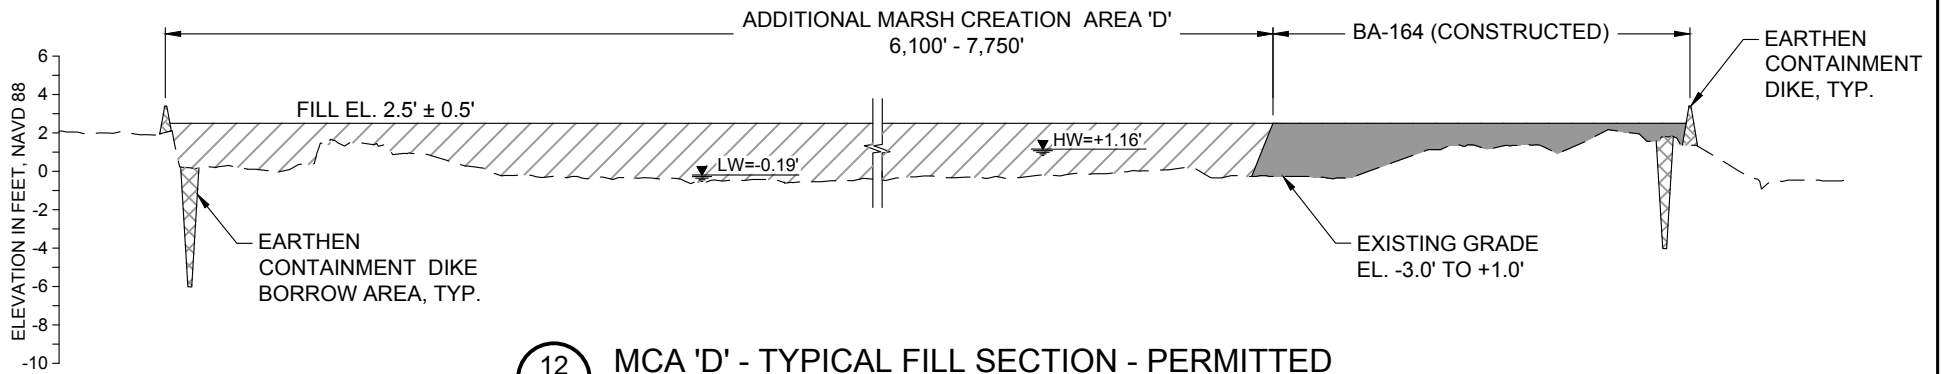 ADDITIONAL MARSH CREATION AREA 'D'
6,100' - 7,750'
BA-164 (CONSTRUCTED)
EARTHEN
CONTAINMENT
DIKE, TYP.
6
4
2
0
-2
-4
-6
-8
-10
ELEVATION IN FEET, NAVD 88
FILL EL. 2.5' ± 0.5'
HW=+1.16'
LW=-0.19'
EARTHEN
CONTAINMENT DIKE
BORROW AREA, TYP.
EXISTING GRADE
EL. -3.0' TO +1.0'
12
MCA 'D' - TYPICAL FILL SECTION - PERMITTED